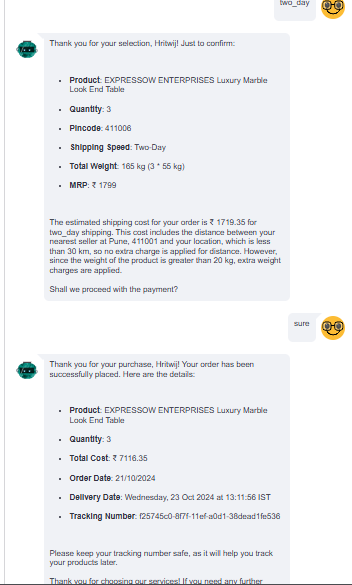 two_day
Thank you for your selection, Hritwij! Just to confirm:
• Product: EXPRESSOW ENTERPRISES Luxury Marble
Look End Table
• Quantity: 3
• Pincode: 411006
• Shipping Speed: Two-Day
• Total Weight: 165 kg (3 * 55 kg)
• MRP: ₹ 1799
The estimated shipping cost for your order is ₹ 1719.35 for
two_day shipping. This cost includes the distance between your
nearest seller at Pune, 411001 and your location, which is less
than 30 km, so no extra charge is applied for distance. However,
since the weight of the product is greater than 20 kg, extra weight
charges are applied.
Shall we proceed with the payment?
sure
Thank you for your purchase, Hritwij! Your order has been
successfully placed. Here are the details:
• Product: EXPRESSOW ENTERPRISES Luxury Marble
Look End Table
• Quantity: 3
• Total Cost: ₹ 7116.35
• Order Date: 21/10/2024
• Delivery Date: Wednesday, 23 Oct 2024 at 13:11:56 IST
• Tracking Number: f25745c0-8f7f-11ef-a0d1-38dead1fe536
Please keep your tracking number safe, as it will help you track
your products later.
Thank you for choosing our services! If you need any further